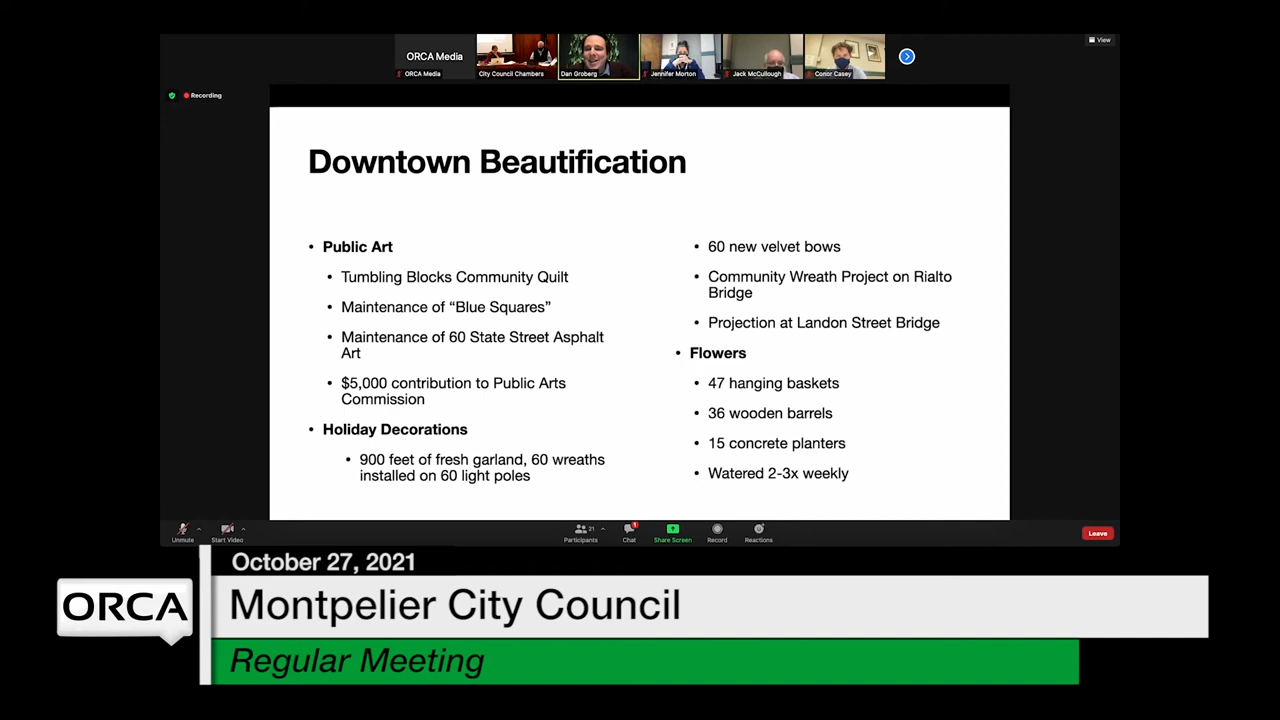 ORCA Media
View
ORCA Media
City Council Chambers
Dan Groberg
Jennifer Morton
Jack McCullough
Conor Casey
Recording
Downtown Beautification
• Public Art
• Tumbling Blocks Community Quilt
• Maintenance of “Blue Squares”
• Maintenance of 60 State Street Asphalt
Art
• $5,000 contribution to Public Arts
Commission
• Holiday Decorations
• 900 feet of fresh garland, 60 wreaths
installed on 60 light poles
• 60 new velvet bows
• Community Wreath Project on Rialto
Bridge
• Projection at Landon Street Bridge
• Flowers
• 47 hanging baskets
• 36 wooden barrels
• 15 concrete planters
• Watered 2-3x weekly
Unmute
Start Video
21
Participants
1
Chat
Share Screen
Record
Reactions
Leave
October 27, 2021
ORCA
Montpelier City Council
Regular Meeting